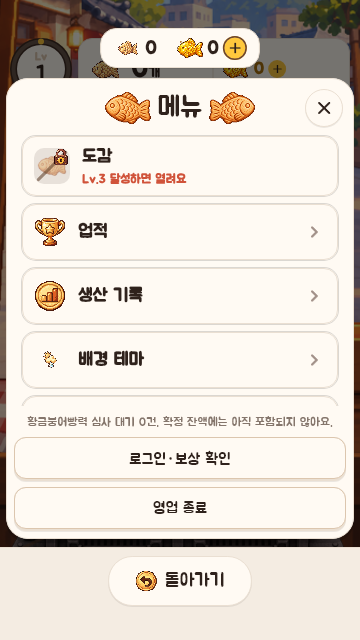 0 0
Lv
1
메뉴
도감
Lv.3 달성하면 열려요
업적
생산 기록
배경 테마
황금붕어빵력 심사 대기 0건, 확정 잔액에는 아직 포함되지 않아요.
로그인·보상 확인
영업 종료
돌아가기